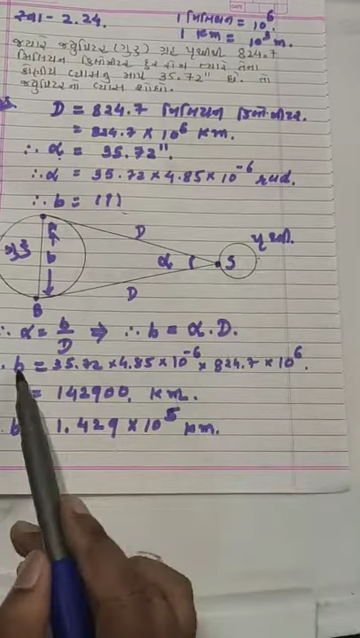 સ્વા- 2.24.
1 મિલિયન = 10⁶
1 Km = 10³ m.
જ્યારે જ્યુપિટર (ગુરુ) ગ્રહ પૃથ્વીથી 824.7
મિલિયન કિલોમીટર દૂર હોય ત્યારે તેના
કોણીય વ્યાસનું માપ 35.72" છે. તો
જ્યુપિટરનો વ્યાસ શોધો.
D = 824.7 મિલિયન કિલોમીટર.
= 824.7 × 10⁶ Km.
∴ α = 35.72".
∴ α = 35.72 × 4.85 × 10⁻⁶ rad.
∴ b = (?)
A D પૃથ્વી.
ગુરુ b α S
B D
∴ α = b/D ⇒ ∴ b = α.D.
b = 35.72 × 4.85 × 10⁻⁶ × 824.7 × 10⁶.
= 142900, km.
b 1.429 × 10⁵ km.